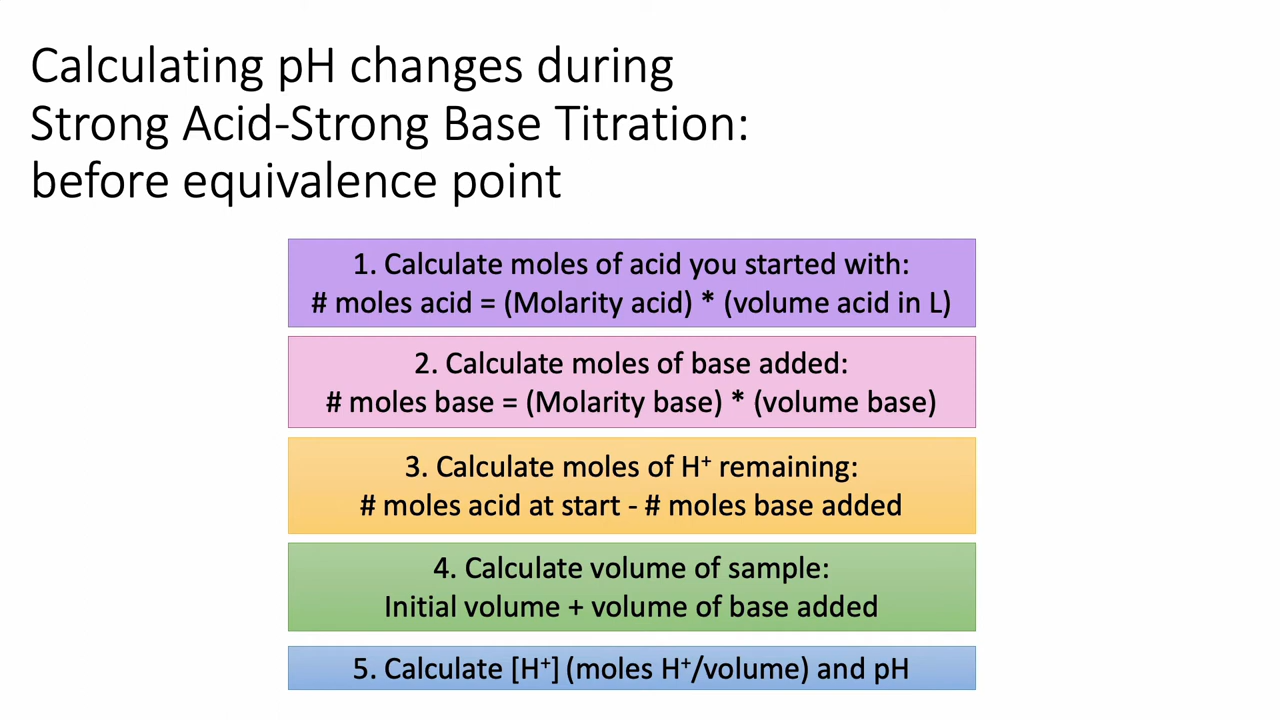 Calculating pH changes during
Strong Acid-Strong Base Titration:
before equivalence point
1. Calculate moles of acid you started with:
# moles acid = (Molarity acid) * (volume acid in L)
2. Calculate moles of base added:
# moles base = (Molarity base) * (volume base)
3. Calculate moles of H⁺ remaining:
# moles acid at start - # moles base added
4. Calculate volume of sample:
Initial volume + volume of base added
5. Calculate [H⁺] (moles H⁺/volume) and pH